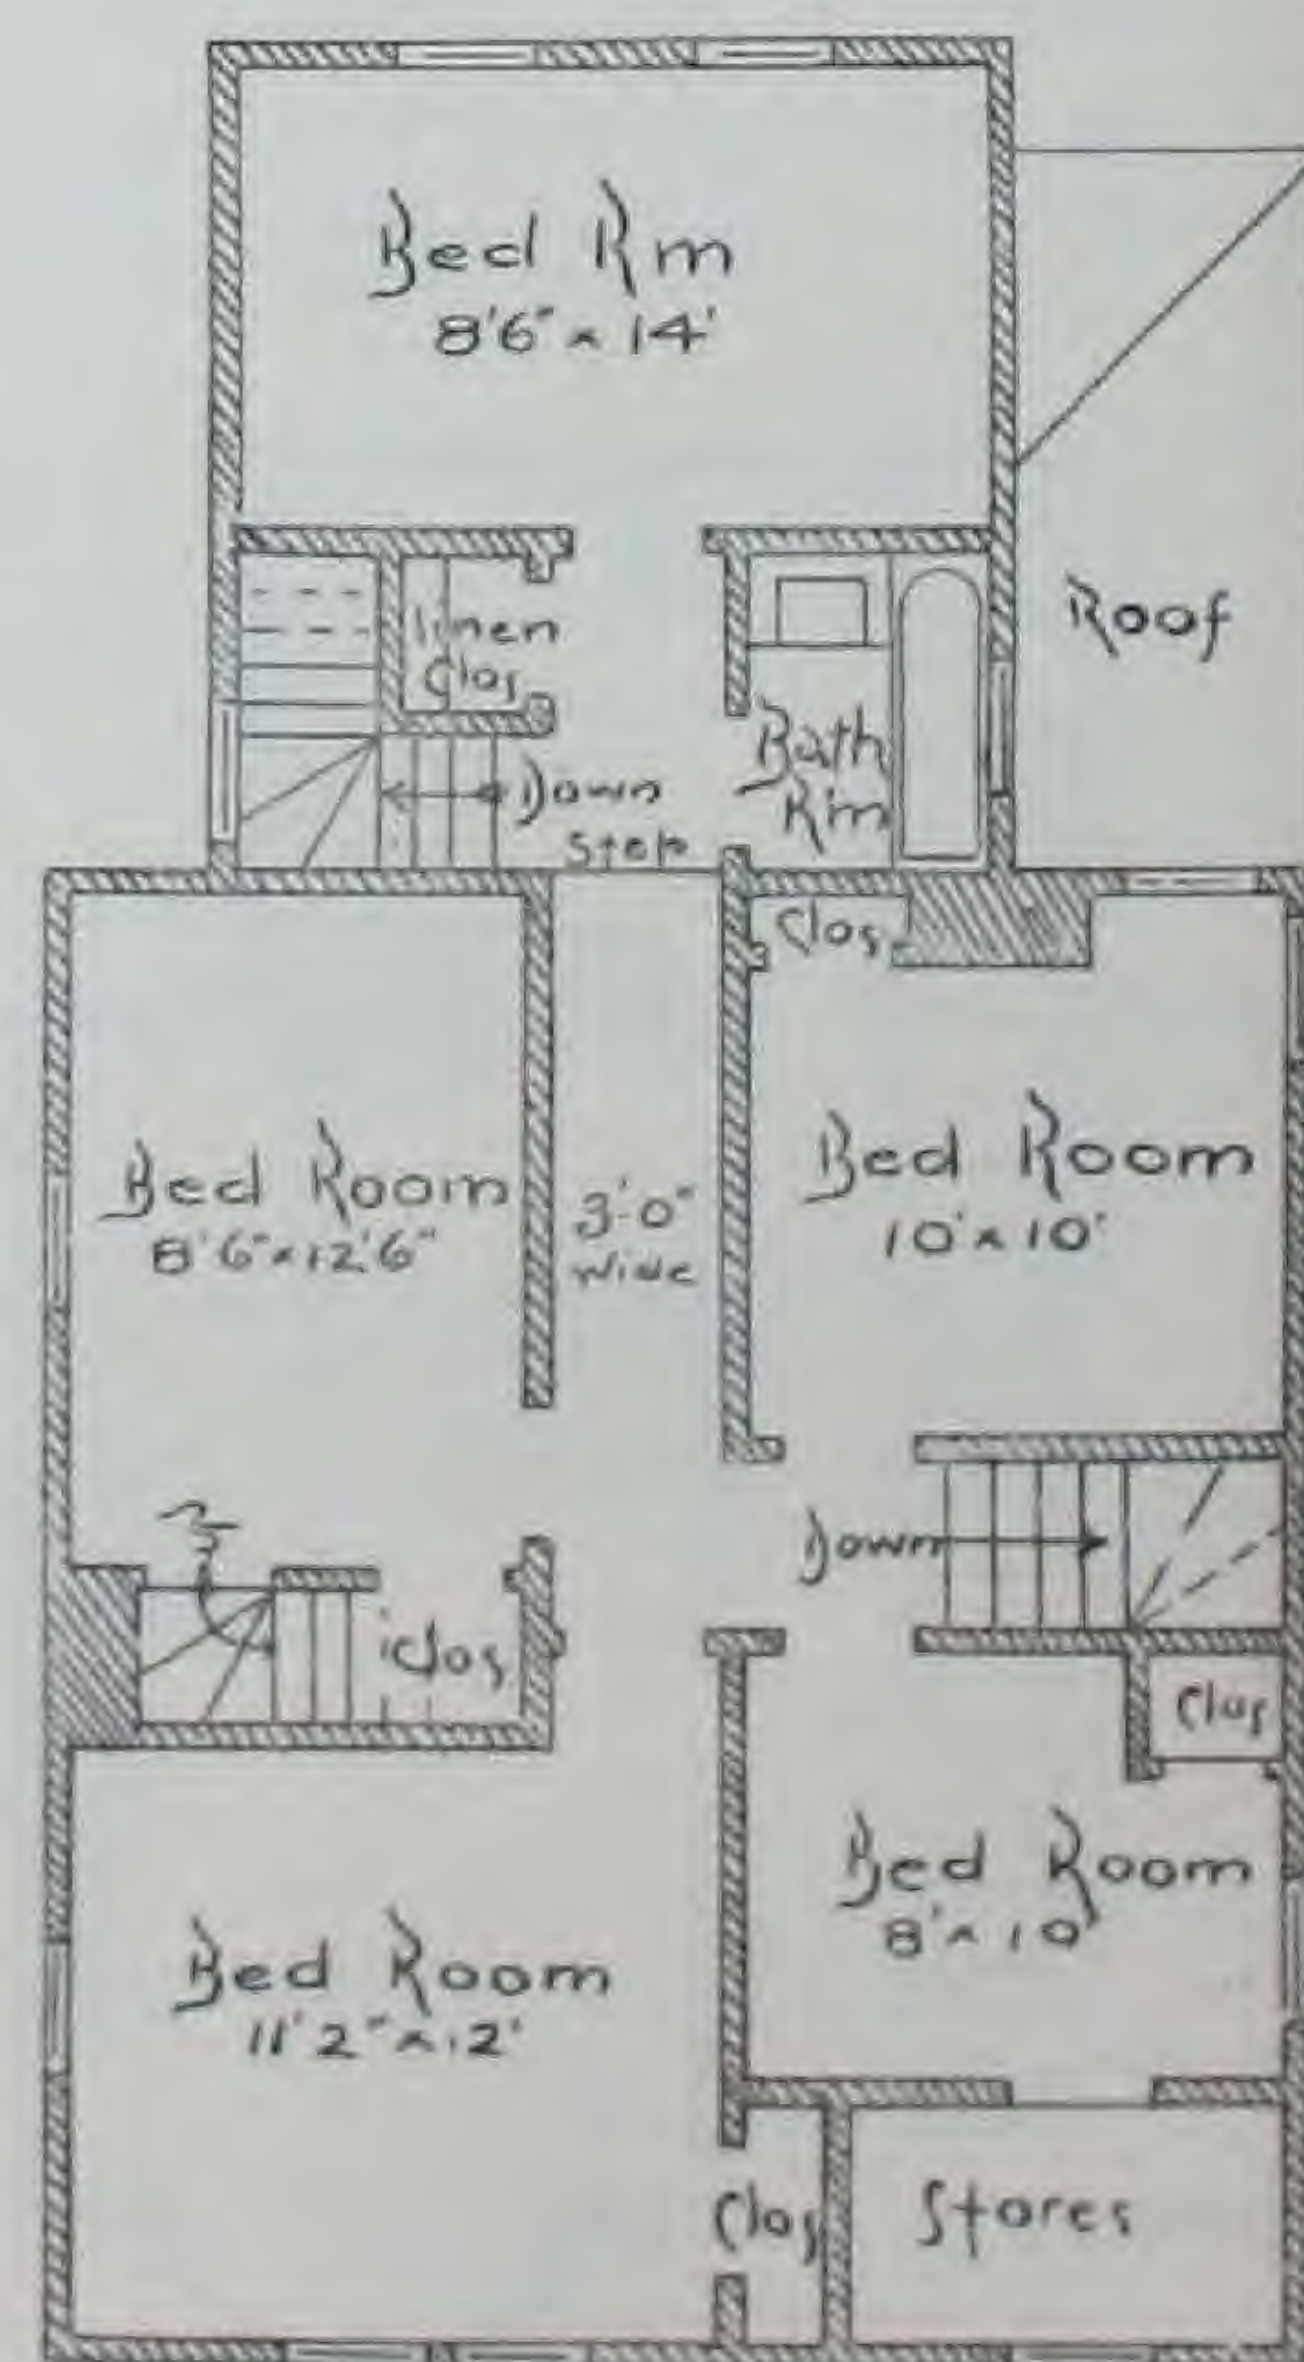 Bed Rm
8'6" x 14'
Linen
Clos
Roof
Bath
Rm
Down
Step
Clos
Bed Room
8'6" x 12'6"
3'-0"
Wide
Bed Room
10' x 10'
Down
Clos
Clos
Bed Room
8' x 10'
Bed Room
11'2" x 12'
Clos
Stores